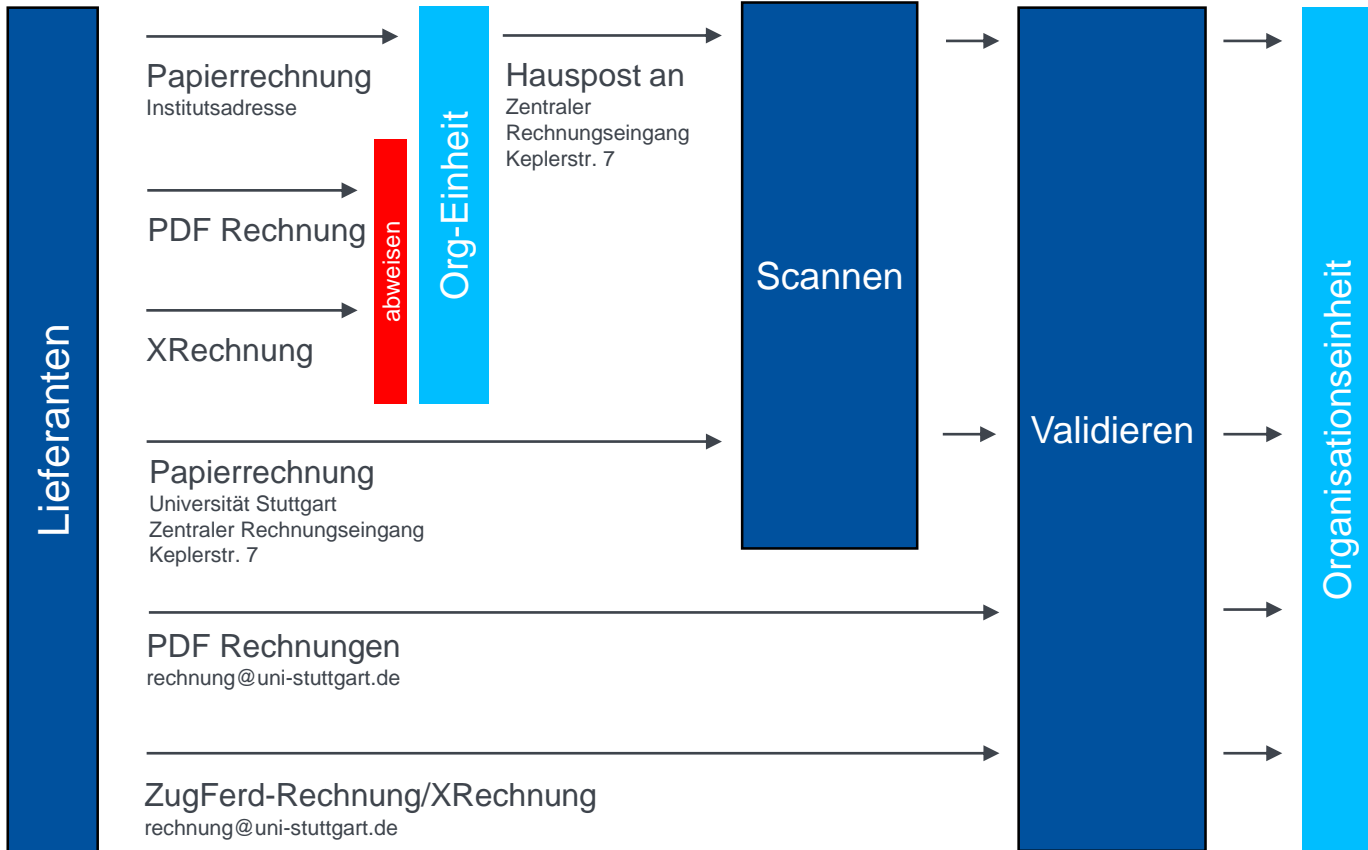 Lieferanten
Papierrechnung
Institutsadresse
PDF Rechnung
XRechnung
abweisen
Org-Einheit
Hauspost an
Zentraler
Rechnungseingang
Keplerstr. 7
Papierrechnung
Universität Stuttgart
Zentraler Rechnungseingang
Keplerstr. 7
PDF Rechnungen
rechnung@uni-stuttgart.de
ZugFerd-Rechnung/XRechnung
rechnung@uni-stuttgart.de
Scannen
Validieren
Organisationseinheit